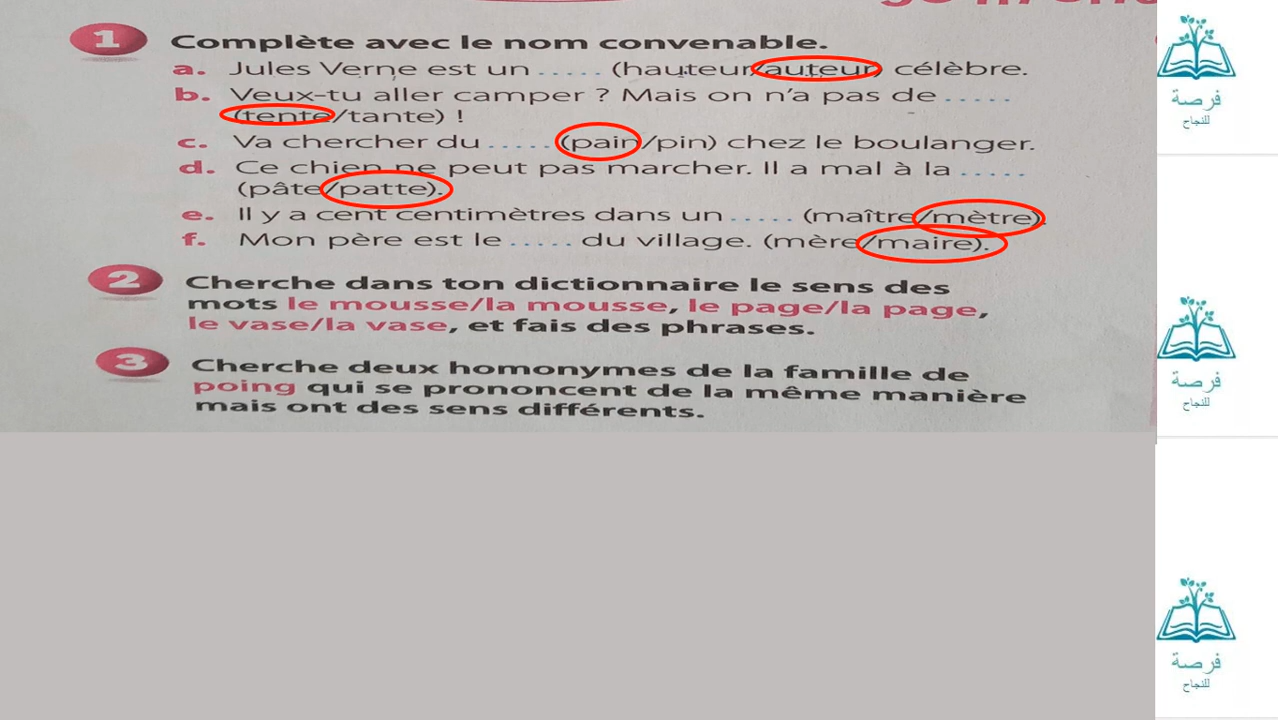 1 Complète avec le nom convenable.
a. Jules Verne est un ..... (hauteur/auteur) célèbre.
b. Veux-tu aller camper ? Mais on n'a pas de .....
(tente/tante) !
c. Va chercher du ..... (pain/pin) chez le boulanger.
d. Ce chien ne peut pas marcher. Il a mal à la .....
(pâte/patte).
e. Il y a cent centimètres dans un ..... (maître/mètre).
f. Mon père est le ..... du village. (mère/maire).
2 Cherche dans ton dictionnaire le sens des
mots le mousse/la mousse, le page/la page,
le vase/la vase, et fais des phrases.
3 Cherche deux homonymes de la famille de
poing qui se prononcent de la même manière
mais ont des sens différents.
فرصة
للنجاح
فرصة
للنجاح
فرصة
للنجاح